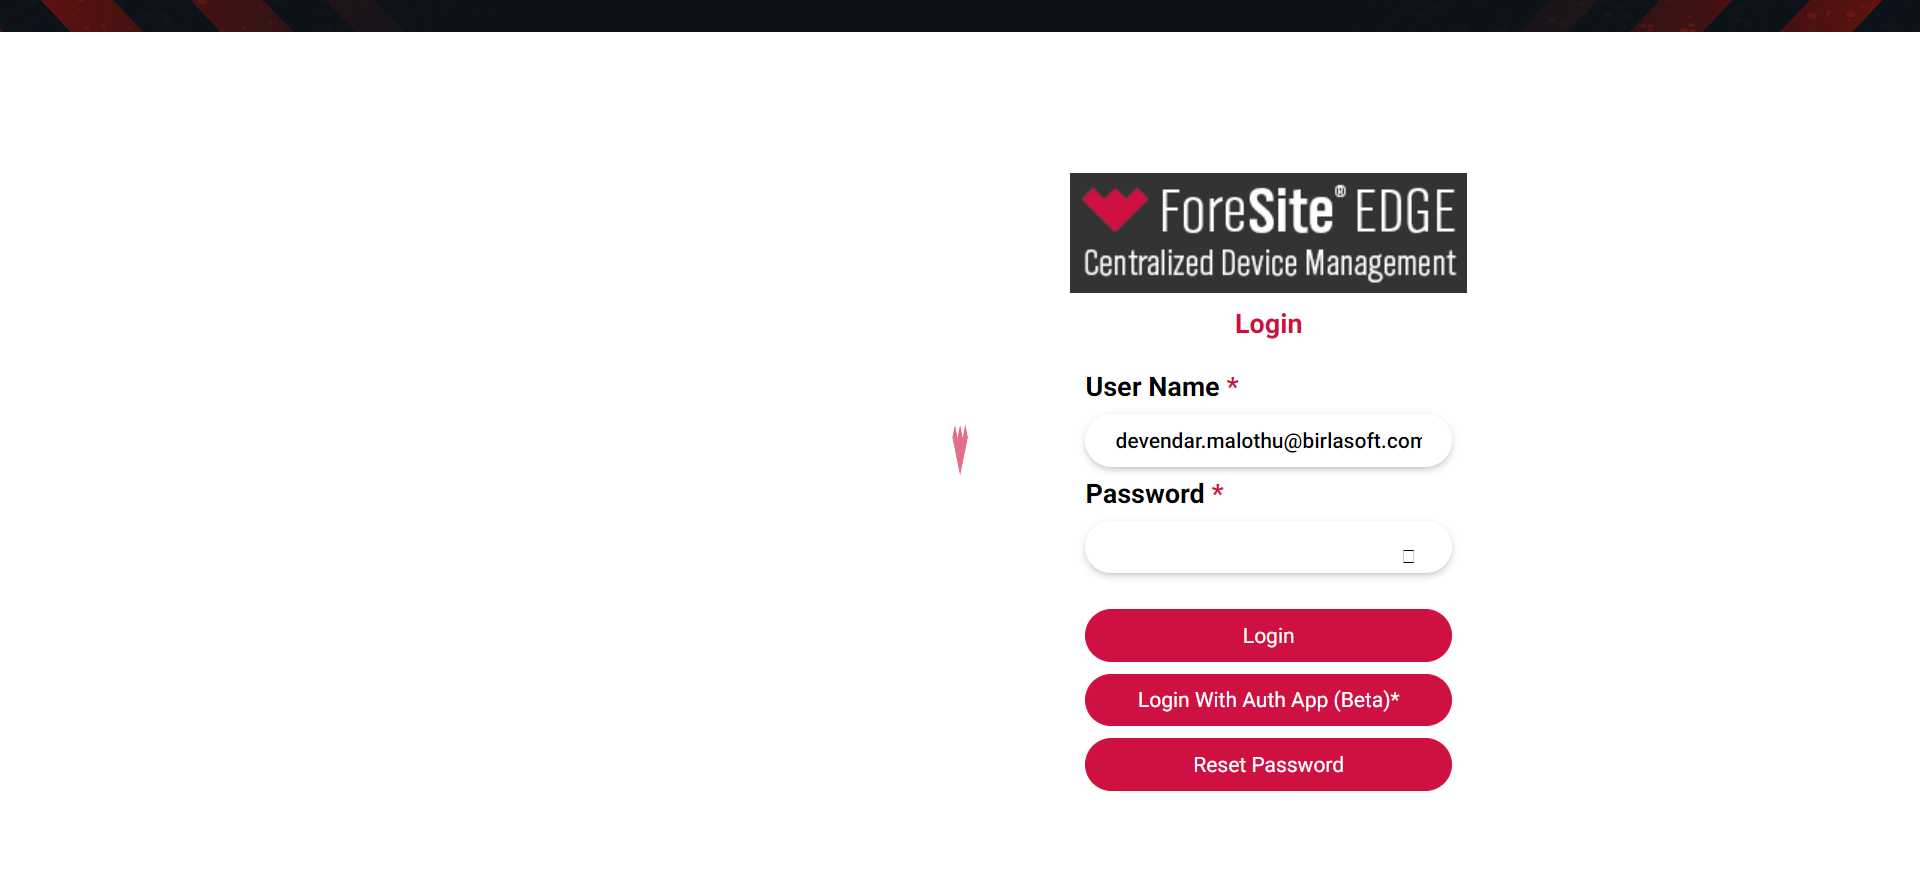 ForeSite® EDGE
Centralized Device Management
Login
User Name *
devendar.malothu@birlasoft.com
Password *
Login
Login With Auth App (Beta)*
Reset Password